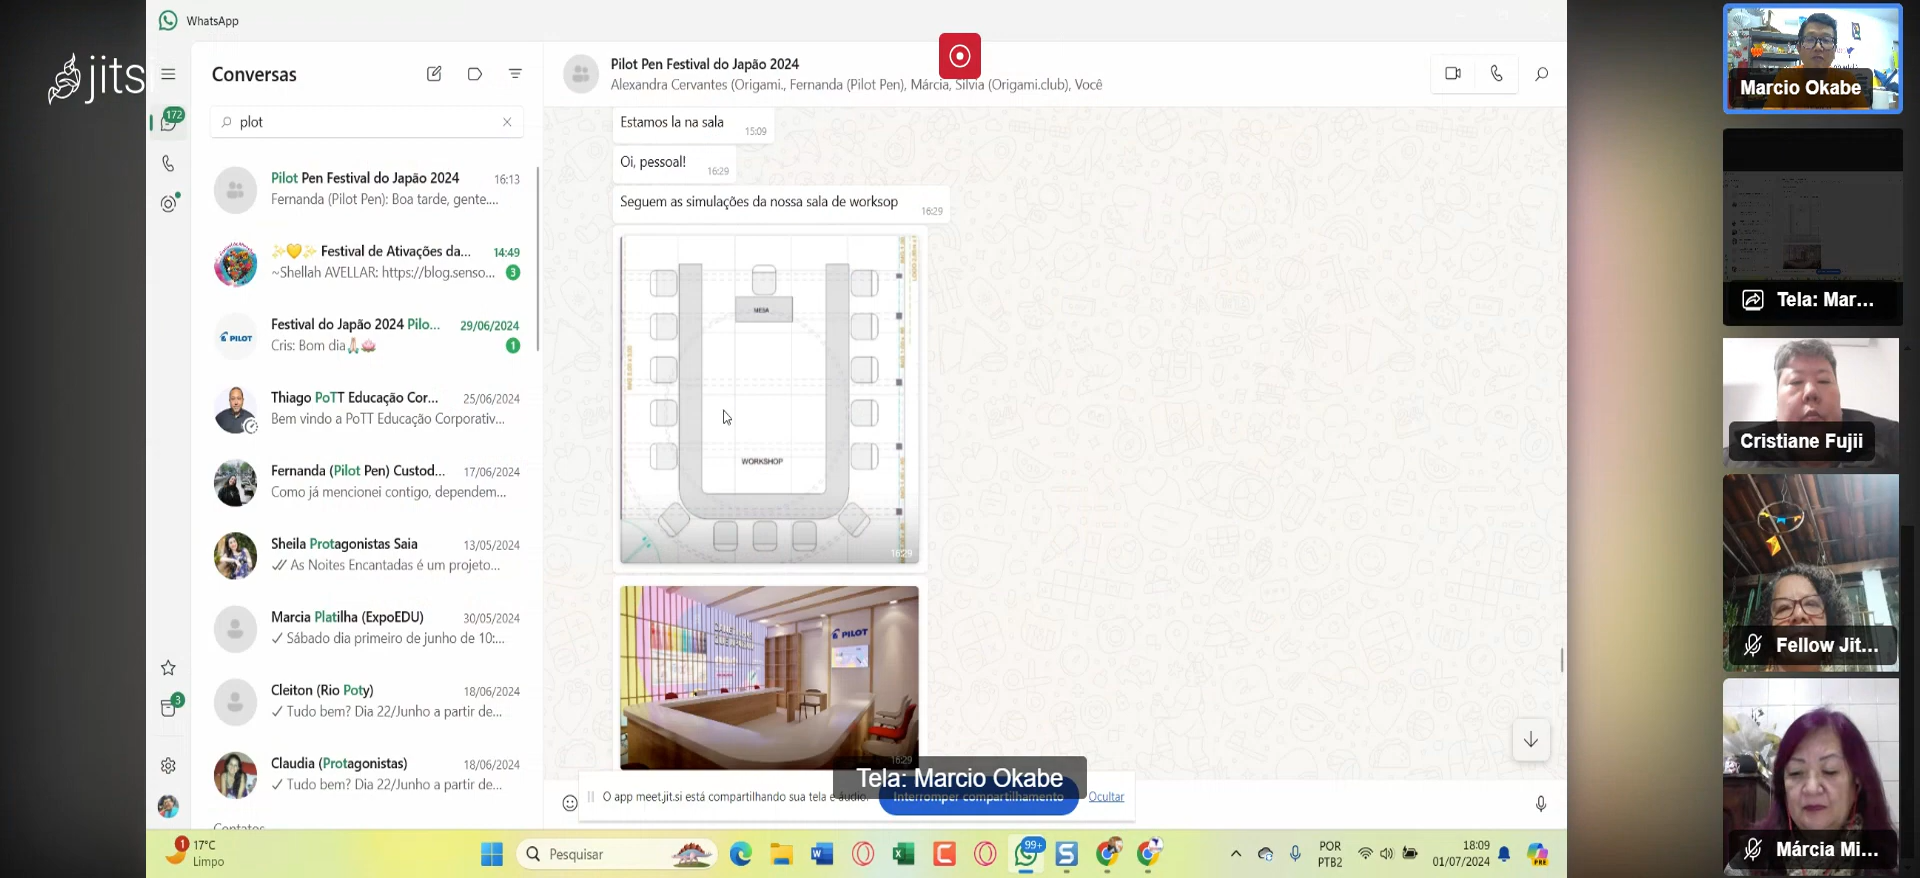 WhatsApp
jits
Conversas
172
plot
Pilot Pen Festival do Japão 2024
16:13
Fernanda (Pilot Pen): Boa tarde, gente....
✨💛✨ Festival de Ativações da...
14:49
~Shellah AVELLAR: https://blog.senso...
3
PILOT
Festival do Japão 2024 Pilo...
29/06/2024
Cris: Bom dia🙏🏻🪷
1
Thiago PoTT Educação Cor...
25/06/2024
Bem vindo a PoTT Educação Corporativ...
Fernanda (Pilot Pen) Custod...
17/06/2024
Como já mencionei contigo, dependem...
Sheila Protagonistas Saia
13/05/2024
As Noites Encantadas é um projeto...
Marcia Platilha (ExpoEDU)
30/05/2024
Sábado dia primeiro de junho de 10:...
Cleiton (Rio Poty)
18/06/2024
Tudo bem? Dia 22/Junho a partir de...
3
Claudia (Protagonistas)
18/06/2024
Tudo bem? Dia 22/Junho a partir de...
Contatos
Pilot Pen Festival do Japão 2024
Alexandra Cervantes (Origami., Fernanda (Pilot Pen), Márcia, Silvia (Origami.club), Você
Estamos la na sala
15:09
Oi, pessoal!
16:29
Seguem as simulações da nossa sala de worksop
16:29
MESA
WORKSHOP
16:29
PILOT
16:29
Tela: Marcio Okabe
O app meet.jit.si está compartilhando sua tela e áudio.
Interromper compartilhamento
Ocultar
1
17°C
Limpo
Pesquisar
99+
POR
PTB2
18:09
01/07/2024
PRE
Marcio Okabe
Tela: Mar...
Cristiane Fujii
Fellow Jit...
Márcia Mi...